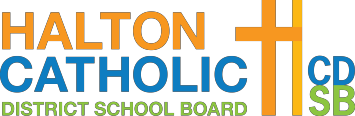 HALTON
CATHOLIC
DISTRICT SCHOOL BOARD
CD
SB